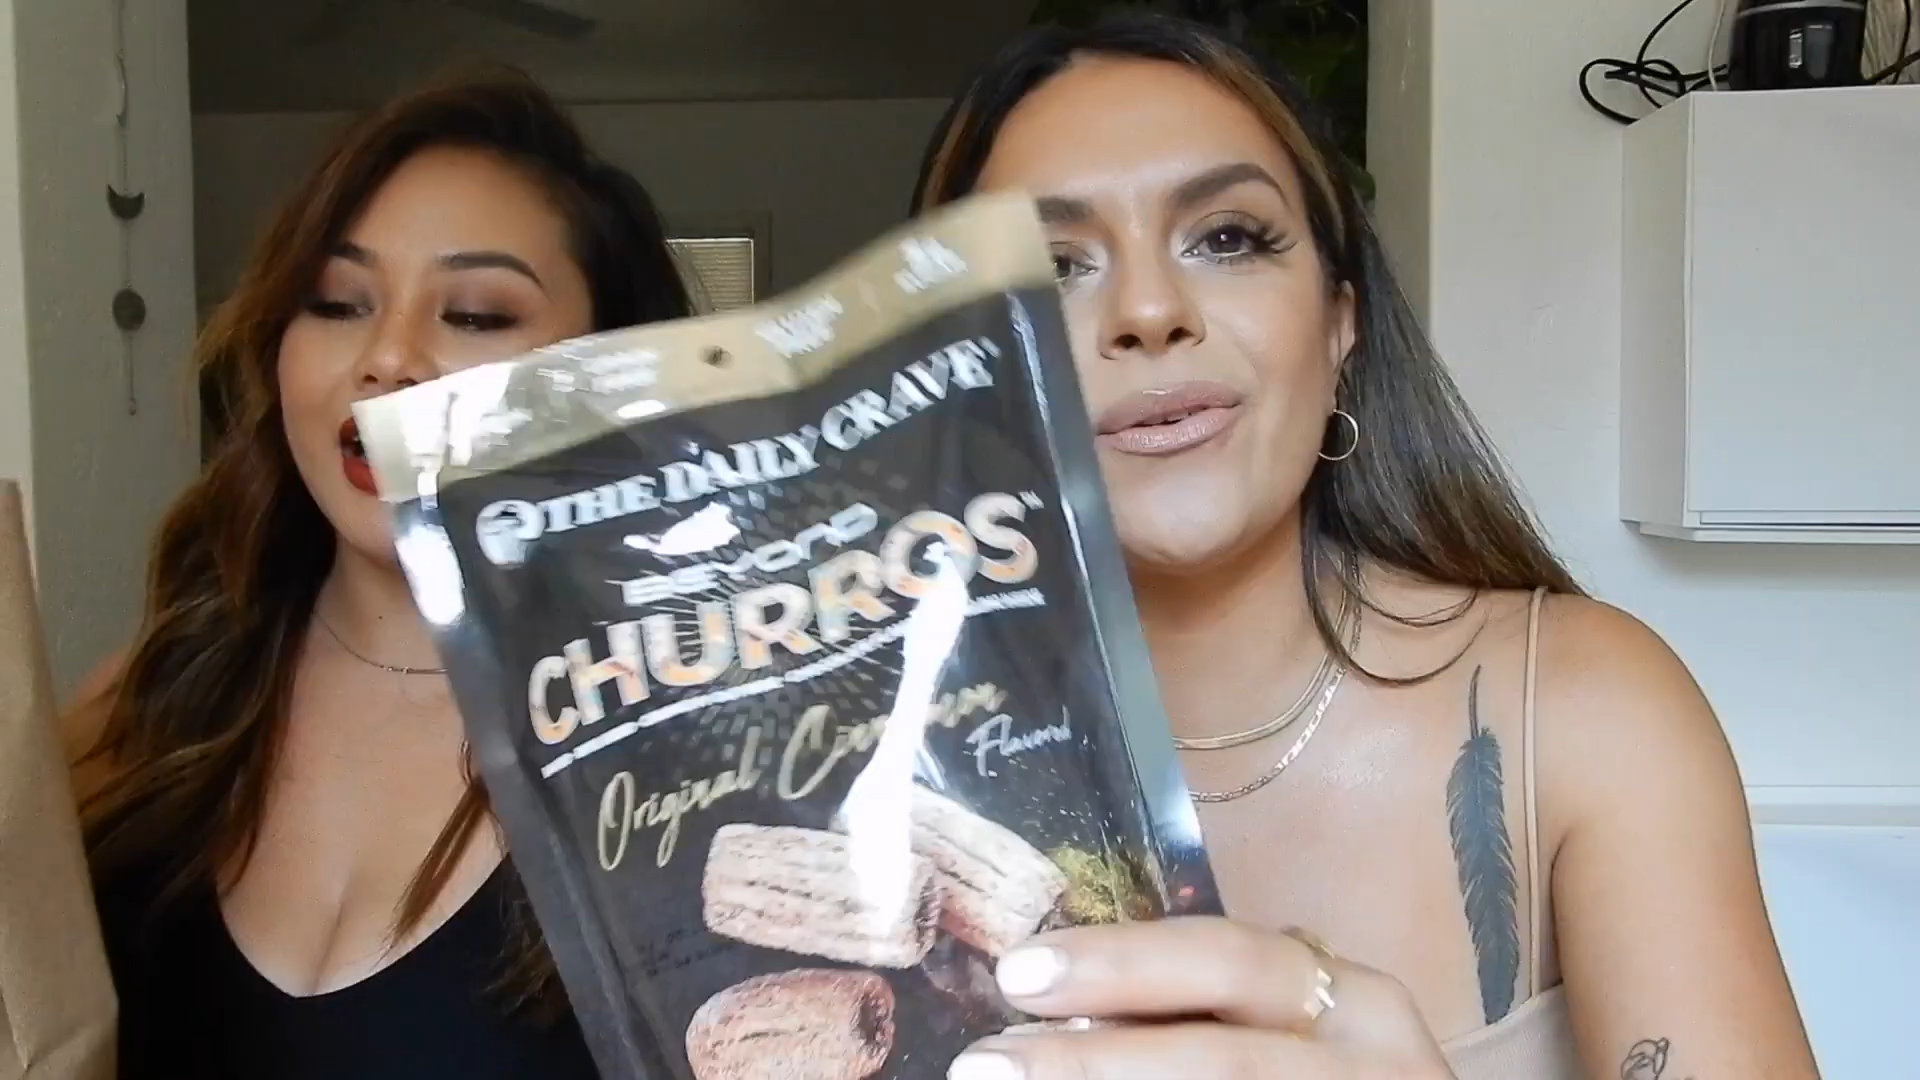 THE DAILY CRAVE
BEYOND
CHURROS™
Original Cinnamon
Flavored